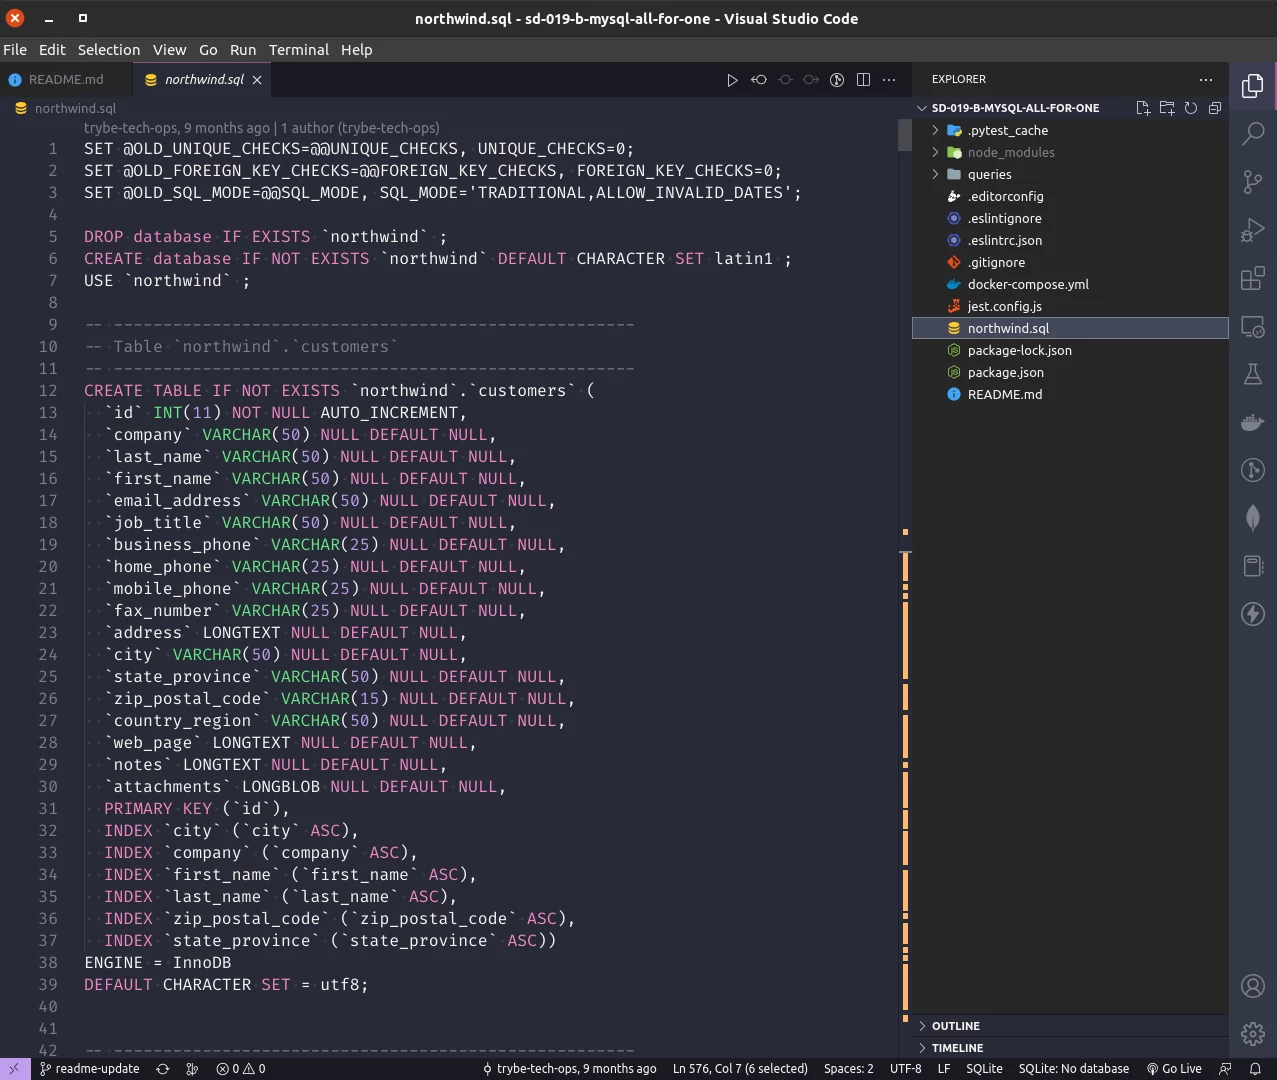 northwind.sql - sd-019-b-mysql-all-for-one - Visual Studio Code
File Edit Selection View Go Run Terminal Help
README.md northwind.sql
northwind.sql
trybe-tech-ops, 9 months ago | 1 author (trybe-tech-ops)
1 SET @OLD_UNIQUE_CHECKS=@@UNIQUE_CHECKS, UNIQUE_CHECKS=0;
2 SET @OLD_FOREIGN_KEY_CHECKS=@@FOREIGN_KEY_CHECKS, FOREIGN_KEY_CHECKS=0;
3 SET @OLD_SQL_MODE=@@SQL_MODE, SQL_MODE='TRADITIONAL,ALLOW_INVALID_DATES';
4
5 DROP database IF EXISTS `northwind` ;
6 CREATE database IF NOT EXISTS `northwind` DEFAULT CHARACTER SET latin1 ;
7 USE `northwind` ;
8
9 -- -----------------------------------------------------
10 -- Table `northwind`.`customers`
11 -- -----------------------------------------------------
12 CREATE TABLE IF NOT EXISTS `northwind`.`customers` (
13 `id` INT(11) NOT NULL AUTO_INCREMENT,
14 `company` VARCHAR(50) NULL DEFAULT NULL,
15 `last_name` VARCHAR(50) NULL DEFAULT NULL,
16 `first_name` VARCHAR(50) NULL DEFAULT NULL,
17 `email_address` VARCHAR(50) NULL DEFAULT NULL,
18 `job_title` VARCHAR(50) NULL DEFAULT NULL,
19 `business_phone` VARCHAR(25) NULL DEFAULT NULL,
20 `home_phone` VARCHAR(25) NULL DEFAULT NULL,
21 `mobile_phone` VARCHAR(25) NULL DEFAULT NULL,
22 `fax_number` VARCHAR(25) NULL DEFAULT NULL,
23 `address` LONGTEXT NULL DEFAULT NULL,
24 `city` VARCHAR(50) NULL DEFAULT NULL,
25 `state_province` VARCHAR(50) NULL DEFAULT NULL,
26 `zip_postal_code` VARCHAR(15) NULL DEFAULT NULL,
27 `country_region` VARCHAR(50) NULL DEFAULT NULL,
28 `web_page` LONGTEXT NULL DEFAULT NULL,
29 `notes` LONGTEXT NULL DEFAULT NULL,
30 `attachments` LONGBLOB NULL DEFAULT NULL,
31 PRIMARY KEY (`id`),
32 INDEX `city` (`city` ASC),
33 INDEX `company` (`company` ASC),
34 INDEX `first_name` (`first_name` ASC),
35 INDEX `last_name` (`last_name` ASC),
36 INDEX `zip_postal_code` (`zip_postal_code` ASC),
37 INDEX `state_province` (`state_province` ASC))
38 ENGINE = InnoDB
39 DEFAULT CHARACTER SET = utf8;
40
41
42 -- -----------------------------------------------------
EXPLORER
SD-019-B-MYSQL-ALL-FOR-ONE
.pytest_cache
node_modules
queries
.editorconfig
.eslintignore
.eslintrc.json
.gitignore
docker-compose.yml
jest.config.js
northwind.sql
package-lock.json
package.json
README.md
OUTLINE
TIMELINE
readme-update 0 0 trybe-tech-ops, 9 months ago Ln 576, Col 7 (6 selected) Spaces: 2 UTF-8 LF SQLite SQLite: No database Go Live